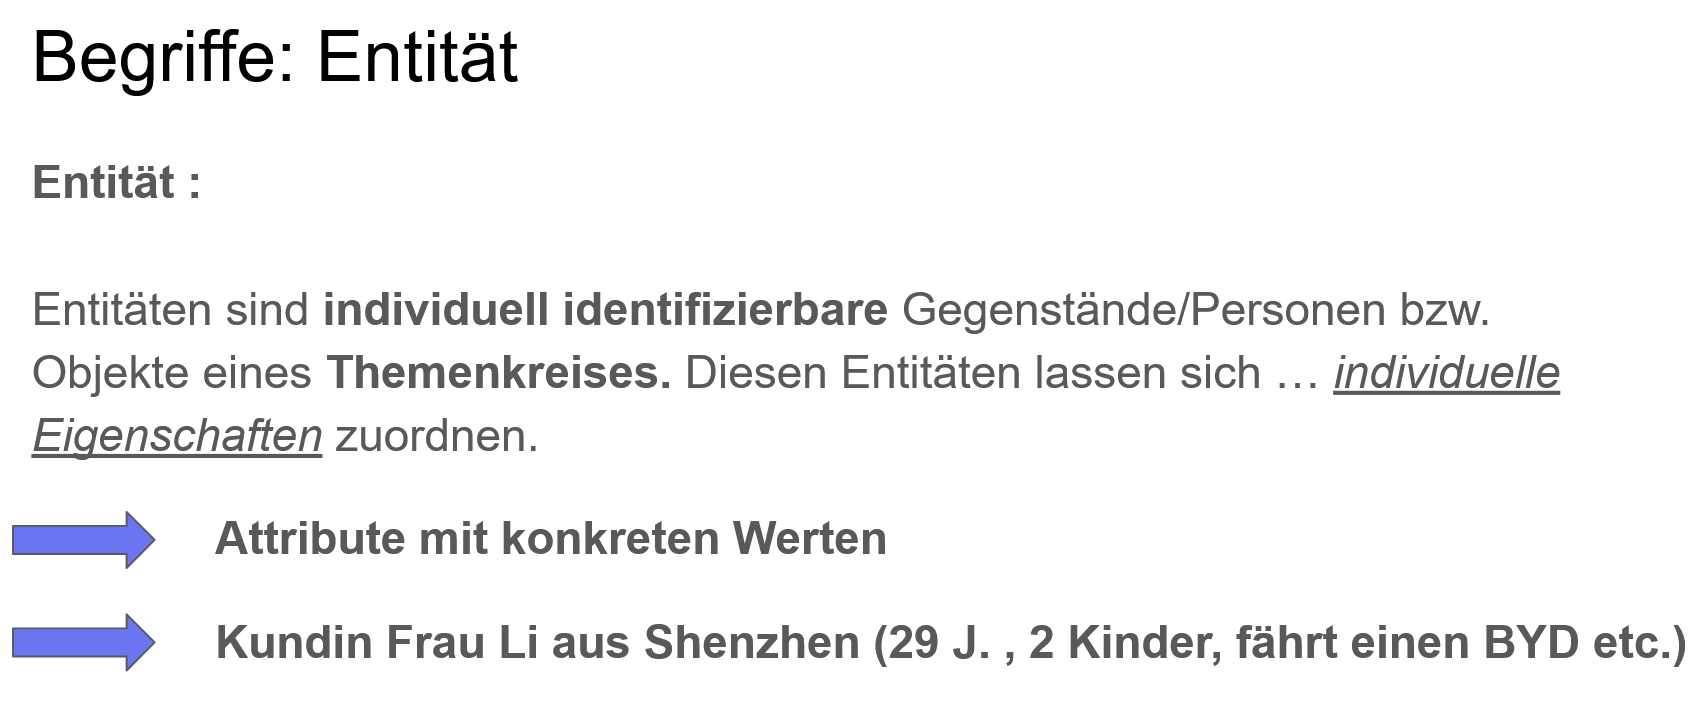 Begriffe: Entität
Entität :
Entitäten sind individuell identifizierbare Gegenstände/Personen bzw.
Objekte eines Themenkreises. Diesen Entitäten lassen sich … individuelle
Eigenschaften zuordnen.
Attribute mit konkreten Werten
Kundin Frau Li aus Shenzhen (29 J. , 2 Kinder, fährt einen BYD etc.)